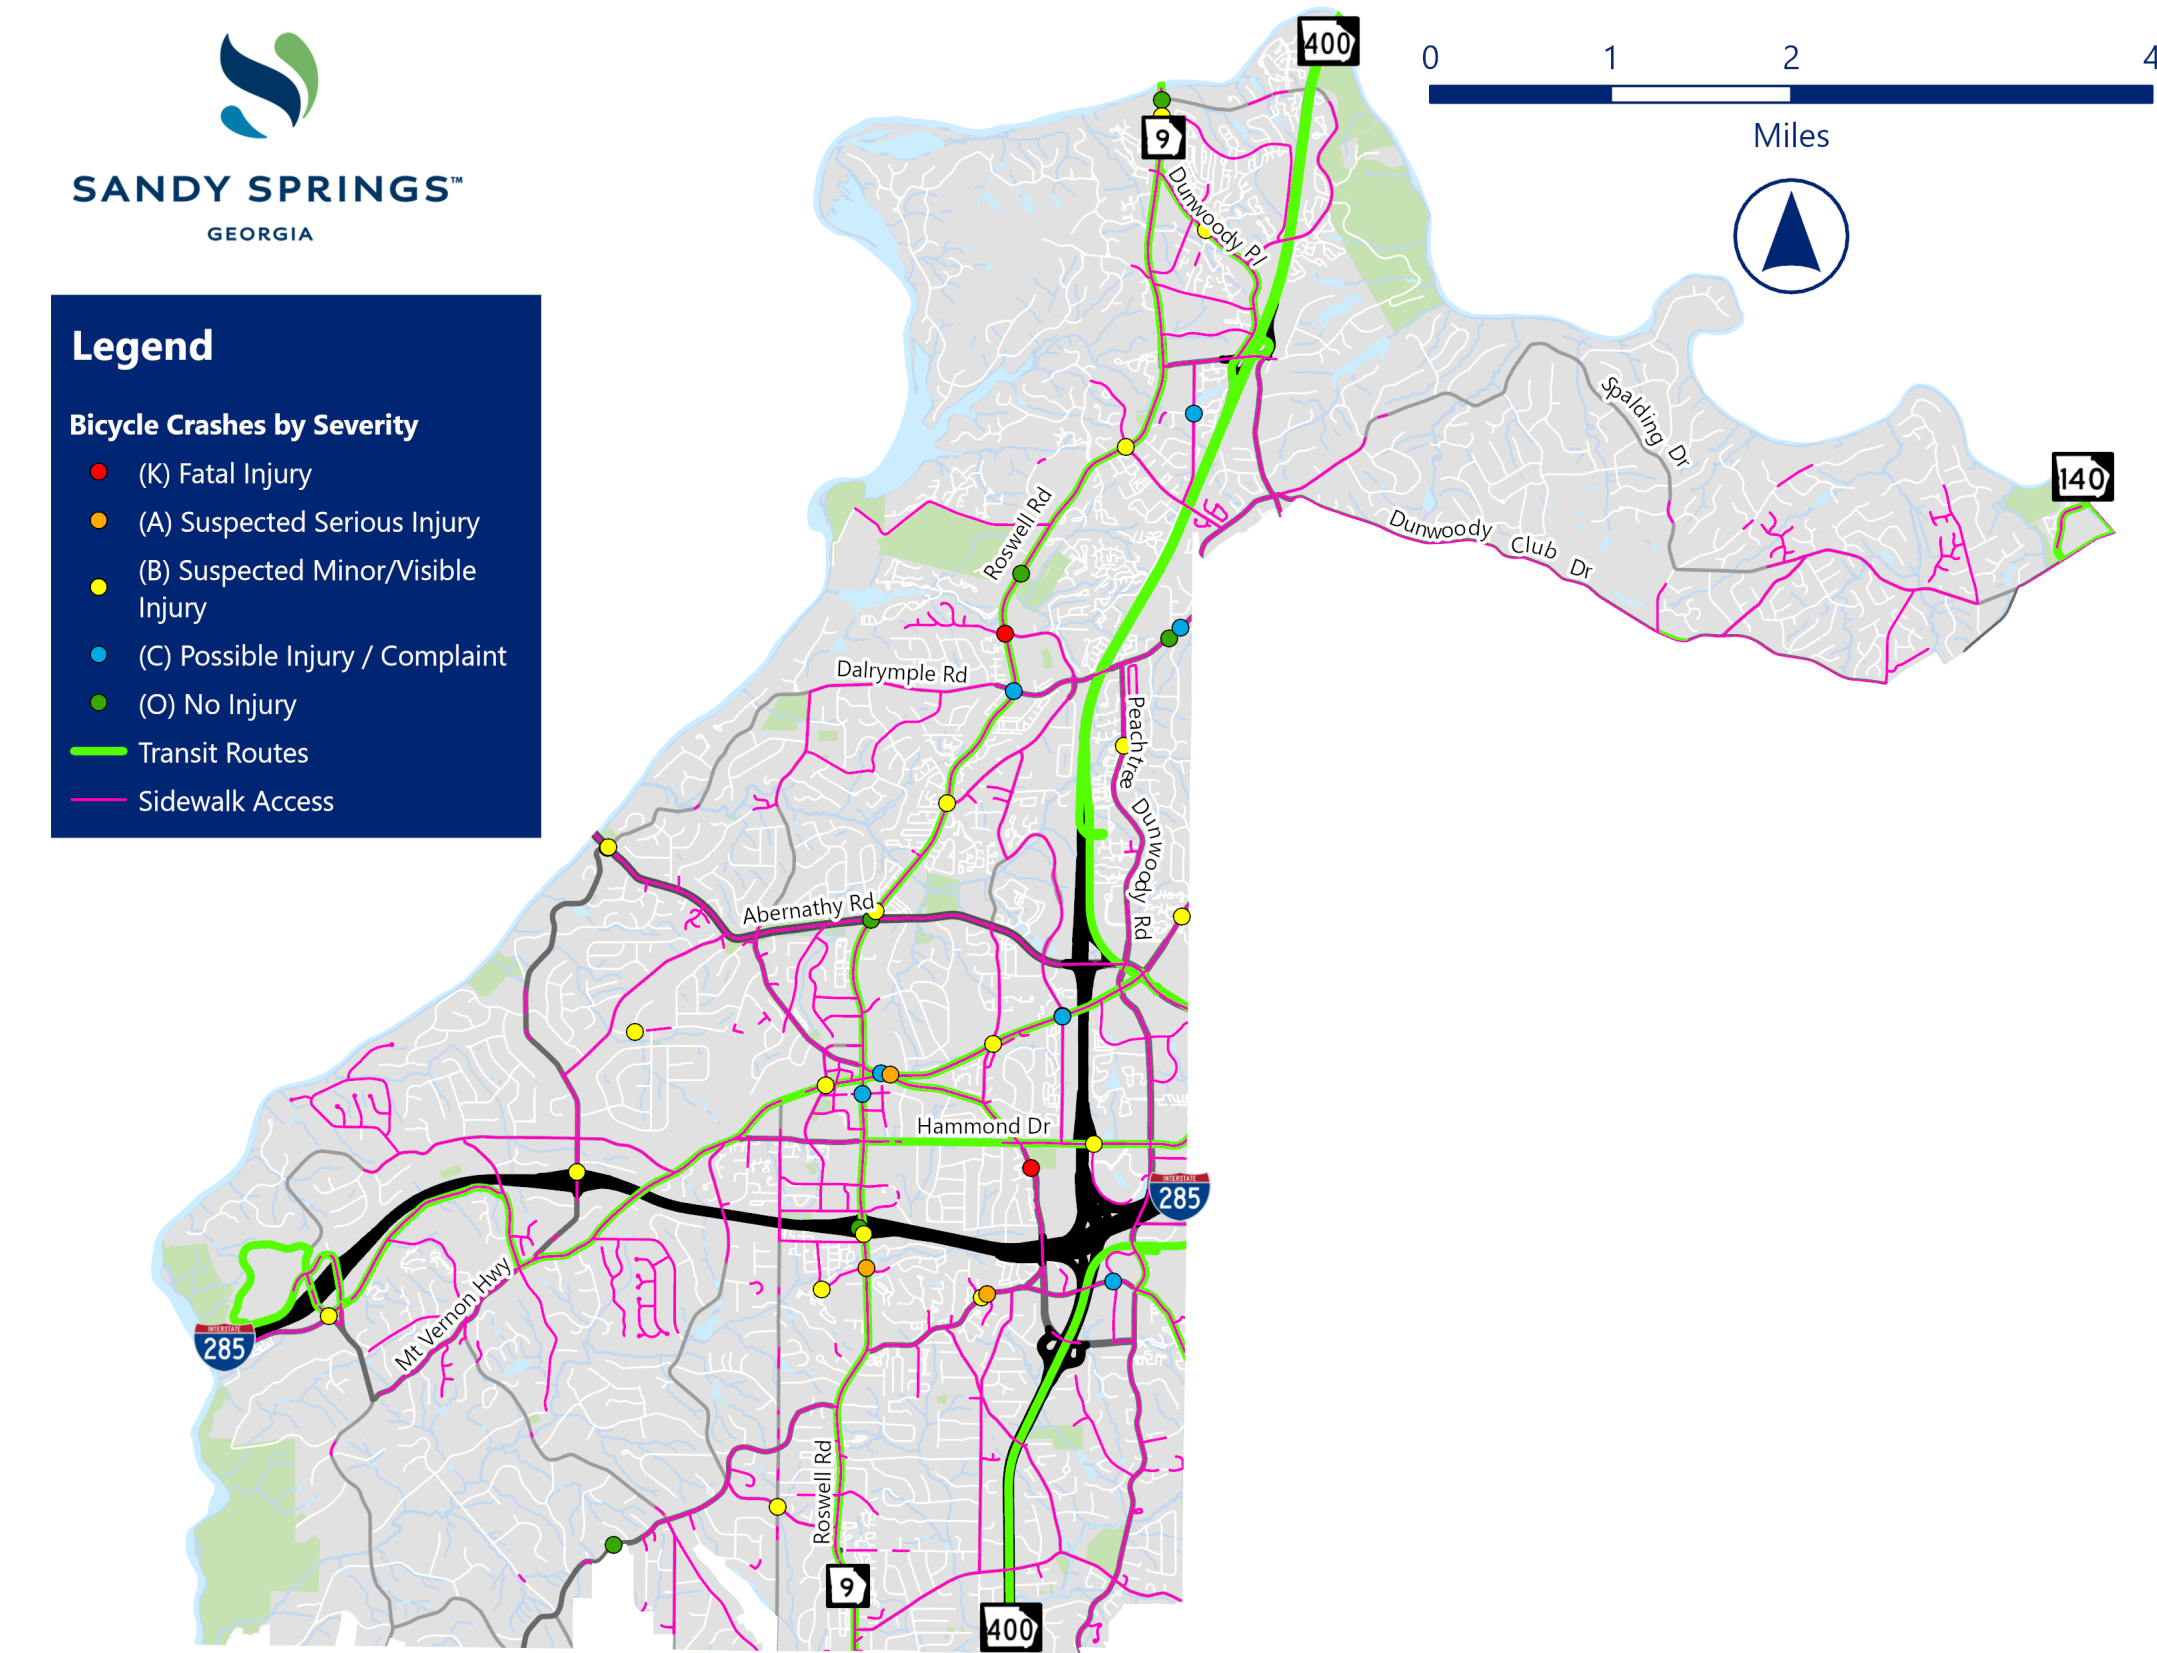 SANDY SPRINGS™
GEORGIA
Legend
Bicycle Crashes by Severity
(K) Fatal Injury
(A) Suspected Serious Injury
(B) Suspected Minor/Visible
Injury
(C) Possible Injury / Complaint
(O) No Injury
Transit Routes
Sidewalk Access
0 1 2 4
Miles
400
9
Dunwoody Pl
Spalding Dr
140
Roswell Rd
Dunwoody Club Dr
Dalrymple Rd
Peachtree Dunwoody Rd
Abernathy Rd
Hammond Dr
INTERSTATE
285
Mt Vernon Hwy
INTERSTATE
285
Roswell Rd
9
400